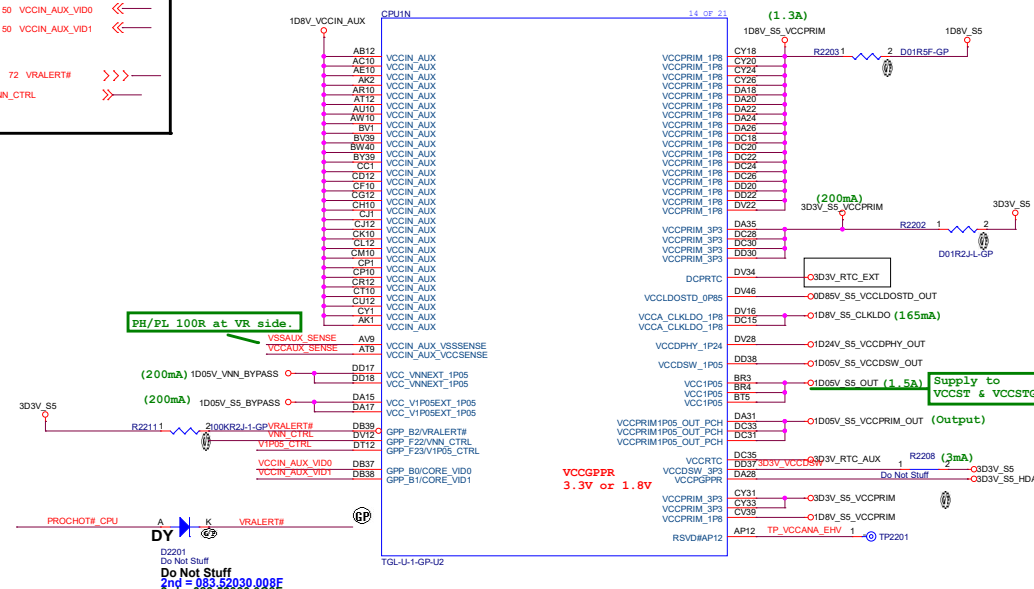 50 VCCIN_AUX_VID0
50 VCCIN_AUX_VID1
72 VRALERT#
NN_CTRL
1D8V_VCCIN_AUX
CPU1N
14 OF 21
AB12 VCCIN_AUX
AC10 VCCIN_AUX
AE10 VCCIN_AUX
AK2 VCCIN_AUX
AR10 VCCIN_AUX
AT12 VCCIN_AUX
AU10 VCCIN_AUX
AW10 VCCIN_AUX
BV1 VCCIN_AUX
BV39 VCCIN_AUX
BW40 VCCIN_AUX
BY39 VCCIN_AUX
CC1 VCCIN_AUX
CD12 VCCIN_AUX
CF10 VCCIN_AUX
CG12 VCCIN_AUX
CH10 VCCIN_AUX
CJ1 VCCIN_AUX
CJ12 VCCIN_AUX
CK10 VCCIN_AUX
CL12 VCCIN_AUX
CM10 VCCIN_AUX
CP1 VCCIN_AUX
CP10 VCCIN_AUX
CR12 VCCIN_AUX
CT10 VCCIN_AUX
CU12 VCCIN_AUX
CY1 VCCIN_AUX
AK1 VCCIN_AUX
PH/PL 100R at VR side.
VSSAUX_SENSE AV9 VCCIN_AUX_VSSSENSE
VCCAUX_SENSE AT9 VCCIN_AUX_VCCSENSE
(200mA) 1D05V_VNN_BYPASS
DD17 VCC_VNNEXT_1P05
DD18 VCC_VNNEXT_1P05
(200mA) 1D05V_S5_BYPASS
DA15 VCC_V1P05EXT_1P05
DA17 VCC_V1P05EXT_1P05
3D3V_S5
R2211 1 2 100KR2J-1-GP VRALERT# DB39 GPP_B2/VRALERT#
VNN_CTRL DV12 GPP_F22/VNN_CTRL
V1P05_CTRL DT12 GPP_F23/V1P05_CTRL
VCCIN_AUX_VID0 DB37 GPP_B0/CORE_VID0
VCCIN_AUX_VID1 DB38 GPP_B1/CORE_VID1
PROCHOT#_CPU A K VRALERT#
DY
D2201
Do Not Stuff
Do Not Stuff
2nd = 083.52030.008F
TGL-U-1-GP-U2
(1.3A)
1D8V_S5_VCCPRIM
1D8V_S5
R2203 1 2 D01R5F-GP
VCCPRIM_1P8 CY18
VCCPRIM_1P8 CY20
VCCPRIM_1P8 CY24
VCCPRIM_1P8 CY26
VCCPRIM_1P8 DA18
VCCPRIM_1P8 DA20
VCCPRIM_1P8 DA22
VCCPRIM_1P8 DA24
VCCPRIM_1P8 DA26
VCCPRIM_1P8 DC18
VCCPRIM_1P8 DC20
VCCPRIM_1P8 DC22
VCCPRIM_1P8 DC24
VCCPRIM_1P8 DC26
VCCPRIM_1P8 DD20
VCCPRIM_1P8 DD22
VCCPRIM_1P8 DV22
(200mA)
3D3V_S5_VCCPRIM
3D3V_S5
R2202 1 2
D01R2J-L-GP
VCCPRIM_3P3 DA35
VCCPRIM_3P3 DC28
VCCPRIM_3P3 DC30
VCCPRIM_3P3 DD30
DCPRTC DV34 3D3V_RTC_EXT
VCCLDOSTD_0P85 DV46 0D85V_S5_VCCLDOSTD_OUT
VCCA_CLKLDO_1P8 DV16 1D8V_S5_CLKLDO (165mA)
VCCA_CLKLDO_1P8 DC15
VCCDPHY_1P24 DV28 1D24V_S5_VCCDPHY_OUT
VCCDSW_1P05 DD38 1D05V_S5_VCCDSW_OUT
VCC1P05 BR3 1D05V_S5_OUT (1.5A)
VCC1P05 BR4
VCC1P05 BT5
Supply to
VCCST & VCCSTG
VCCPRIM1P05_OUT_PCH DA31 1D05V_S5_VCCPRIM_OUT (Output)
VCCPRIM1P05_OUT_PCH DC33
VCCPRIM1P05_OUT_PCH DC31
VCCRTC DC35 3D3V_RTC_AUX
VCCDSW_3P3 DD37 3D3V_VCCDSW 1 R2208 2 (3mA) 3D3V_S5
Do Not Stuff
VCCPGPPR DA28 3D3V_S5_HDA
VCCGPPR
3.3V or 1.8V
VCCPRIM_3P3 CY31 3D3V_S5_VCCPRIM
VCCPRIM_3P3 CY33
VCCPRIM_1P8 CV39 1D8V_S5_VCCPRIM
RSVD#AP12 AP12 TP_VCCANA_EHV 1 TP2201